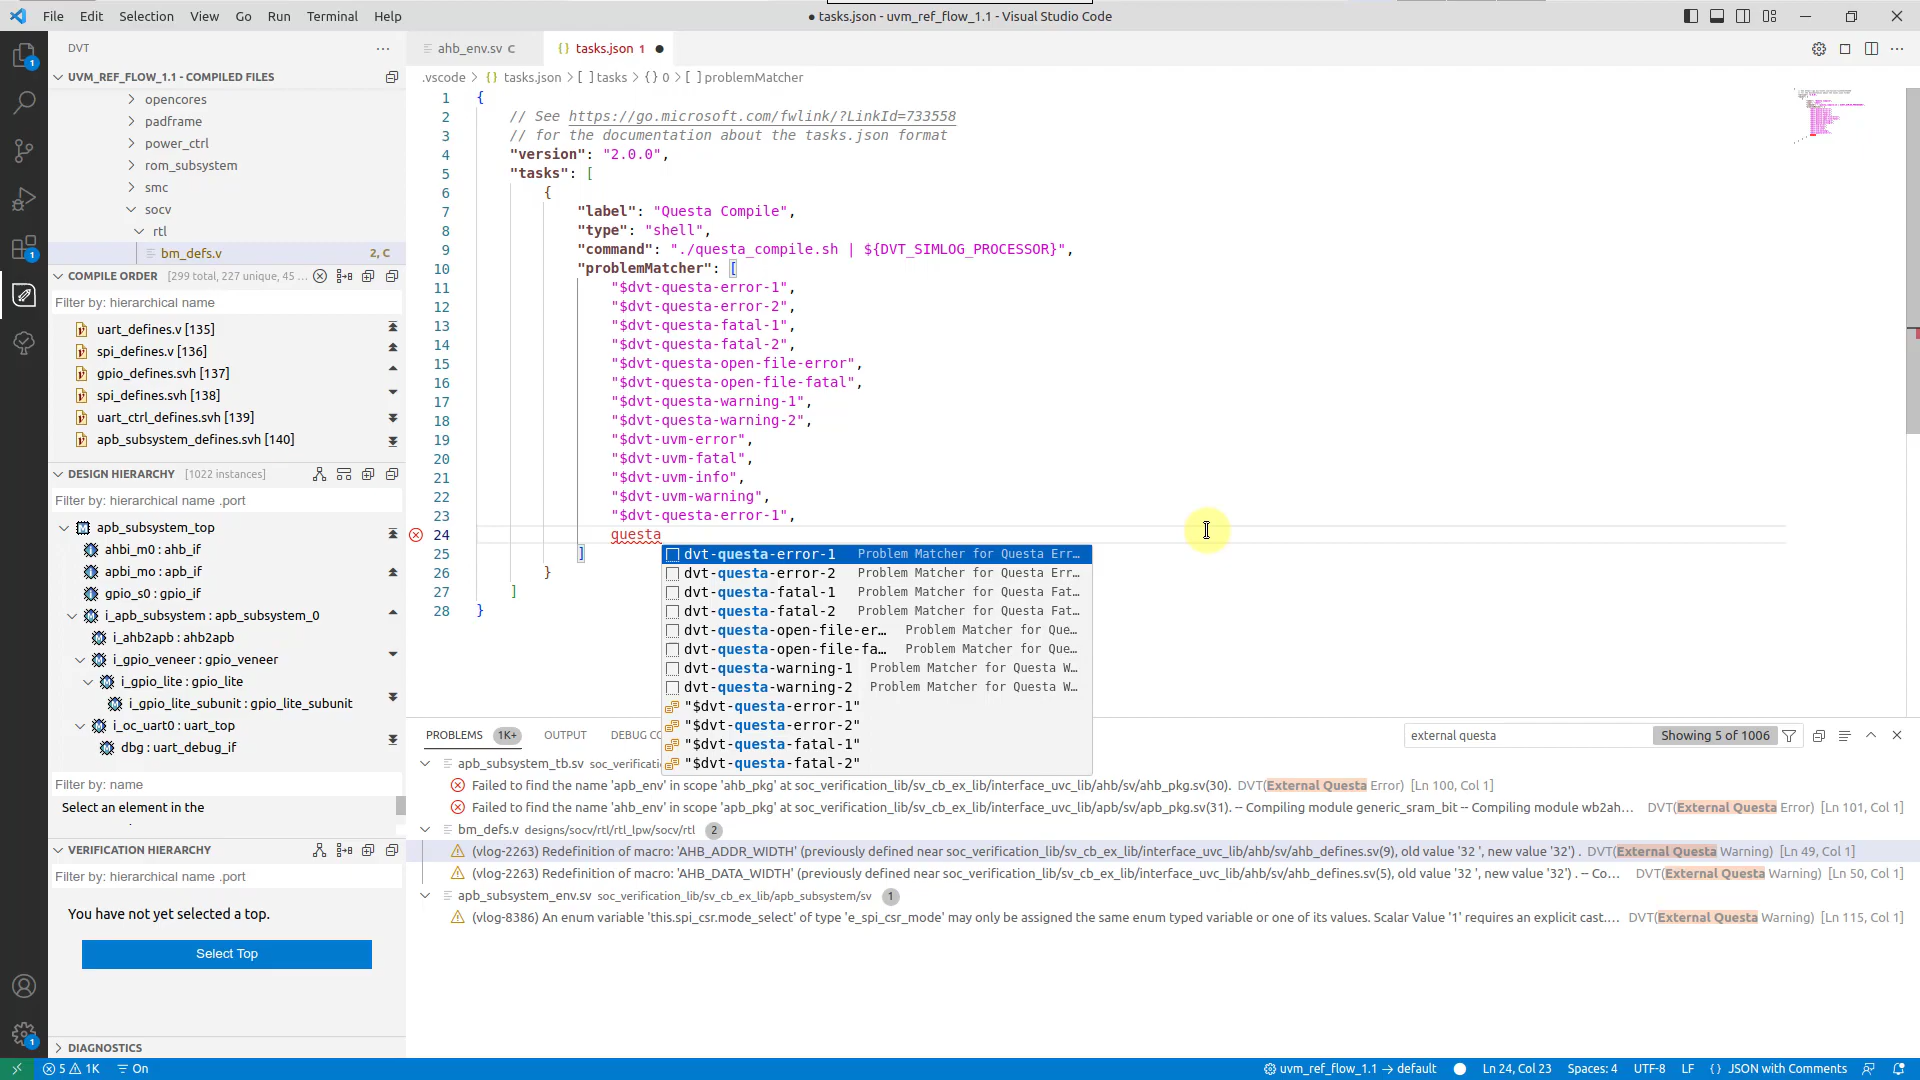 File Edit Selection View Go Run Terminal Help
● tasks.json - uvm_ref_flow_1.1 - Visual Studio Code
DVT
UVM_REF_FLOW_1.1 - COMPILED FILES
opencores
padframe
power_ctrl
rom_subsystem
smc
socv
rtl
bm_defs.v 2, C
COMPILE ORDER [299 total, 227 unique, 45 ...
Filter by: hierarchical name
uart_defines.v [135]
spi_defines.v [136]
gpio_defines.svh [137]
spi_defines.svh [138]
uart_ctrl_defines.svh [139]
apb_subsystem_defines.svh [140]
DESIGN HIERARCHY [1022 instances]
Filter by: hierarchical name .port
apb_subsystem_top
ahbi_m0 : ahb_if
apbi_mo : apb_if
gpio_s0 : gpio_if
i_apb_subsystem : apb_subsystem_0
i_ahb2apb : ahb2apb
i_gpio_veneer : gpio_veneer
i_gpio_lite : gpio_lite
i_gpio_lite_subunit : gpio_lite_subunit
i_oc_uart0 : uart_top
dbg : uart_debug_if
Filter by: name
Select an element in the
VERIFICATION HIERARCHY
Filter by: hierarchical name .port
You have not yet selected a top.
Select Top
DIAGNOSTICS
ahb_env.sv C
{} tasks.json 1 ●
.vscode > {} tasks.json > [ ] tasks > {} 0 > [ ] problemMatcher
1 {
2 // See https://go.microsoft.com/fwlink/?LinkId=733558
3 // for the documentation about the tasks.json format
4 "version": "2.0.0",
5 "tasks": [
6 {
7 "label": "Questa Compile",
8 "type": "shell",
9 "command": "./questa_compile.sh | ${DVT_SIMLOG_PROCESSOR}",
10 "problemMatcher": [
11 "$dvt-questa-error-1",
12 "$dvt-questa-error-2",
13 "$dvt-questa-fatal-1",
14 "$dvt-questa-fatal-2",
15 "$dvt-questa-open-file-error",
16 "$dvt-questa-open-file-fatal",
17 "$dvt-questa-warning-1",
18 "$dvt-questa-warning-2",
19 "$dvt-uvm-error",
20 "$dvt-uvm-fatal",
21 "$dvt-uvm-info",
22 "$dvt-uvm-warning",
23 "$dvt-questa-error-1",
24 questa
25 ]
26 }
27 ]
28 }
dvt-questa-error-1 Problem Matcher for Questa Err…
dvt-questa-error-2 Problem Matcher for Questa Err…
dvt-questa-fatal-1 Problem Matcher for Questa Fat…
dvt-questa-fatal-2 Problem Matcher for Questa Fat…
dvt-questa-open-file-er… Problem Matcher for Que…
dvt-questa-open-file-fa… Problem Matcher for Que…
dvt-questa-warning-1 Problem Matcher for Questa W…
dvt-questa-warning-2 Problem Matcher for Questa W…
"$dvt-questa-error-1"
"$dvt-questa-error-2"
"$dvt-questa-fatal-1"
"$dvt-questa-fatal-2"
PROBLEMS 1K+ OUTPUT DEBUG CO
external questa
Showing 5 of 1006
apb_subsystem_tb.sv soc_verificati
Failed to find the name 'apb_env' in scope 'ahb_pkg' at soc_verification_lib/sv_cb_ex_lib/interface_uvc_lib/ahb/sv/ahb_pkg.sv(30). DVT(External Questa Error) [Ln 100, Col 1]
Failed to find the name 'ahb_env' in scope 'apb_pkg' at soc_verification_lib/sv_cb_ex_lib/interface_uvc_lib/apb/sv/apb_pkg.sv(31). -- Compiling module generic_sram_bit -- Compiling module wb2ah... DVT(External Questa Error) [Ln 101, Col 1]
bm_defs.v designs/socv/rtl/rtl_lpw/socv/rtl 2
(vlog-2263) Redefinition of macro: 'AHB_ADDR_WIDTH' (previously defined near soc_verification_lib/sv_cb_ex_lib/interface_uvc_lib/ahb/sv/ahb_defines.sv(9), old value '32 ', new value '32') . DVT(External Questa Warning) [Ln 49, Col 1]
(vlog-2263) Redefinition of macro: 'AHB_DATA_WIDTH' (previously defined near soc_verification_lib/sv_cb_ex_lib/interface_uvc_lib/ahb/sv/ahb_defines.sv(5), old value '32 ', new value '32') . -- Co... DVT(External Questa Warning) [Ln 50, Col 1]
apb_subsystem_env.sv soc_verification_lib/sv_cb_ex_lib/apb_subsystem/sv 1
(vlog-8386) An enum variable 'this.spi_csr.mode_select' of type 'e_spi_csr_mode' may only be assigned the same enum typed variable or one of its values. Scalar Value '1' requires an explicit cast.... DVT(External Questa Warning) [Ln 115, Col 1]
5 1K On
uvm_ref_flow_1.1 → default Ln 24, Col 23 Spaces: 4 UTF-8 LF {} JSON with Comments